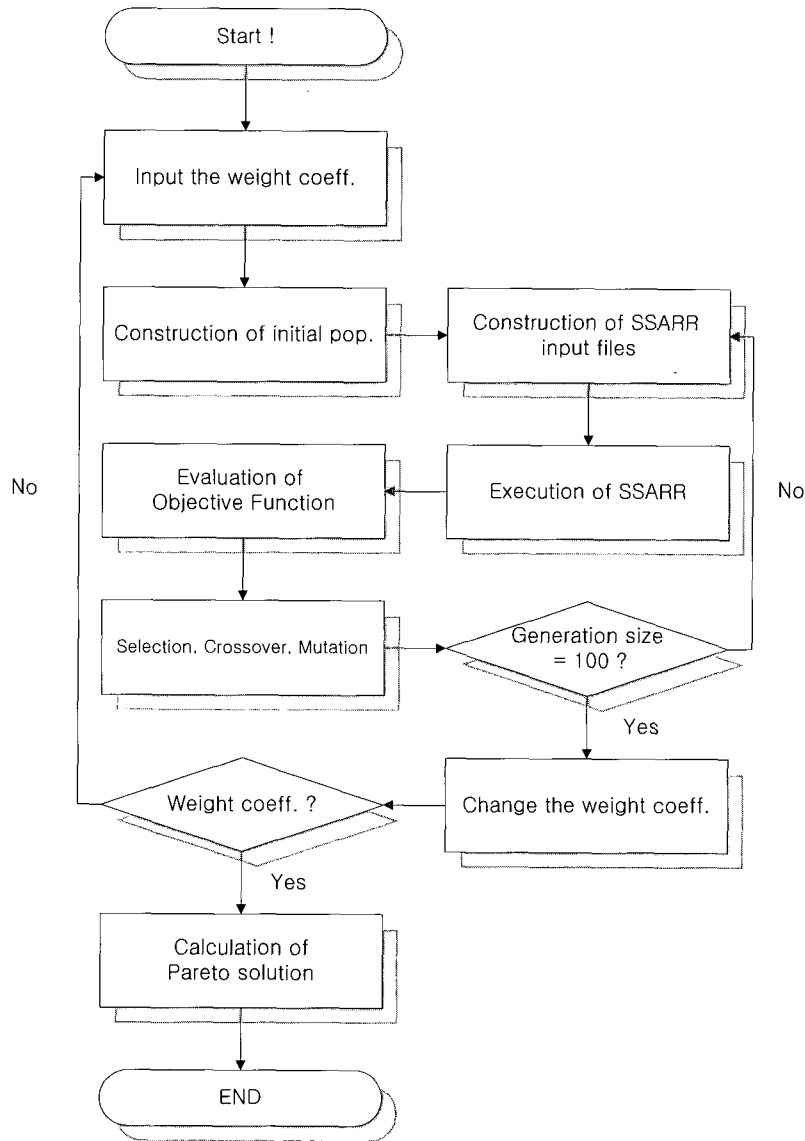 Start !
Input the weight coeff.
Construction of initial pop.
Construction of SSARR
input files
No
Evaluation of
Objective Function
Execution of SSARR
No
Selection, Crossover, Mutation
Generation size
= 100 ?
Yes
Weight coeff. ?
Change the weight coeff.
Yes
Calculation of
Pareto solution
END